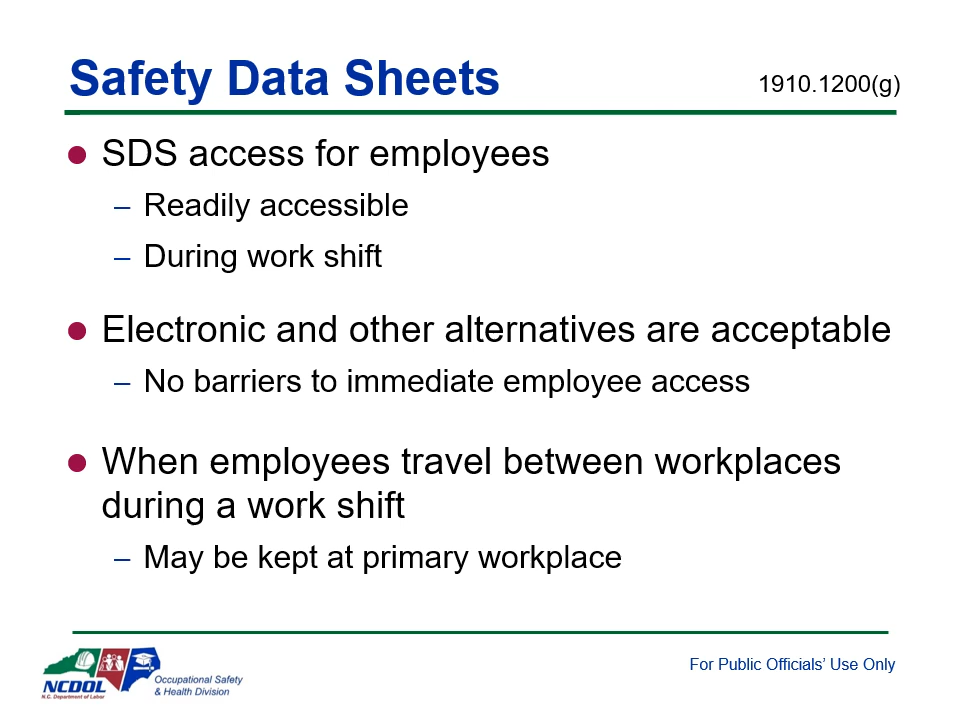 Safety Data Sheets
1910.1200(g)
SDS access for employees
– Readily accessible
– During work shift
Electronic and other alternatives are acceptable
– No barriers to immediate employee access
When employees travel between workplaces
during a work shift
– May be kept at primary workplace
NCDOL
N.C. Department of Labor
Occupational Safety
& Health Division
For Public Officials’ Use Only